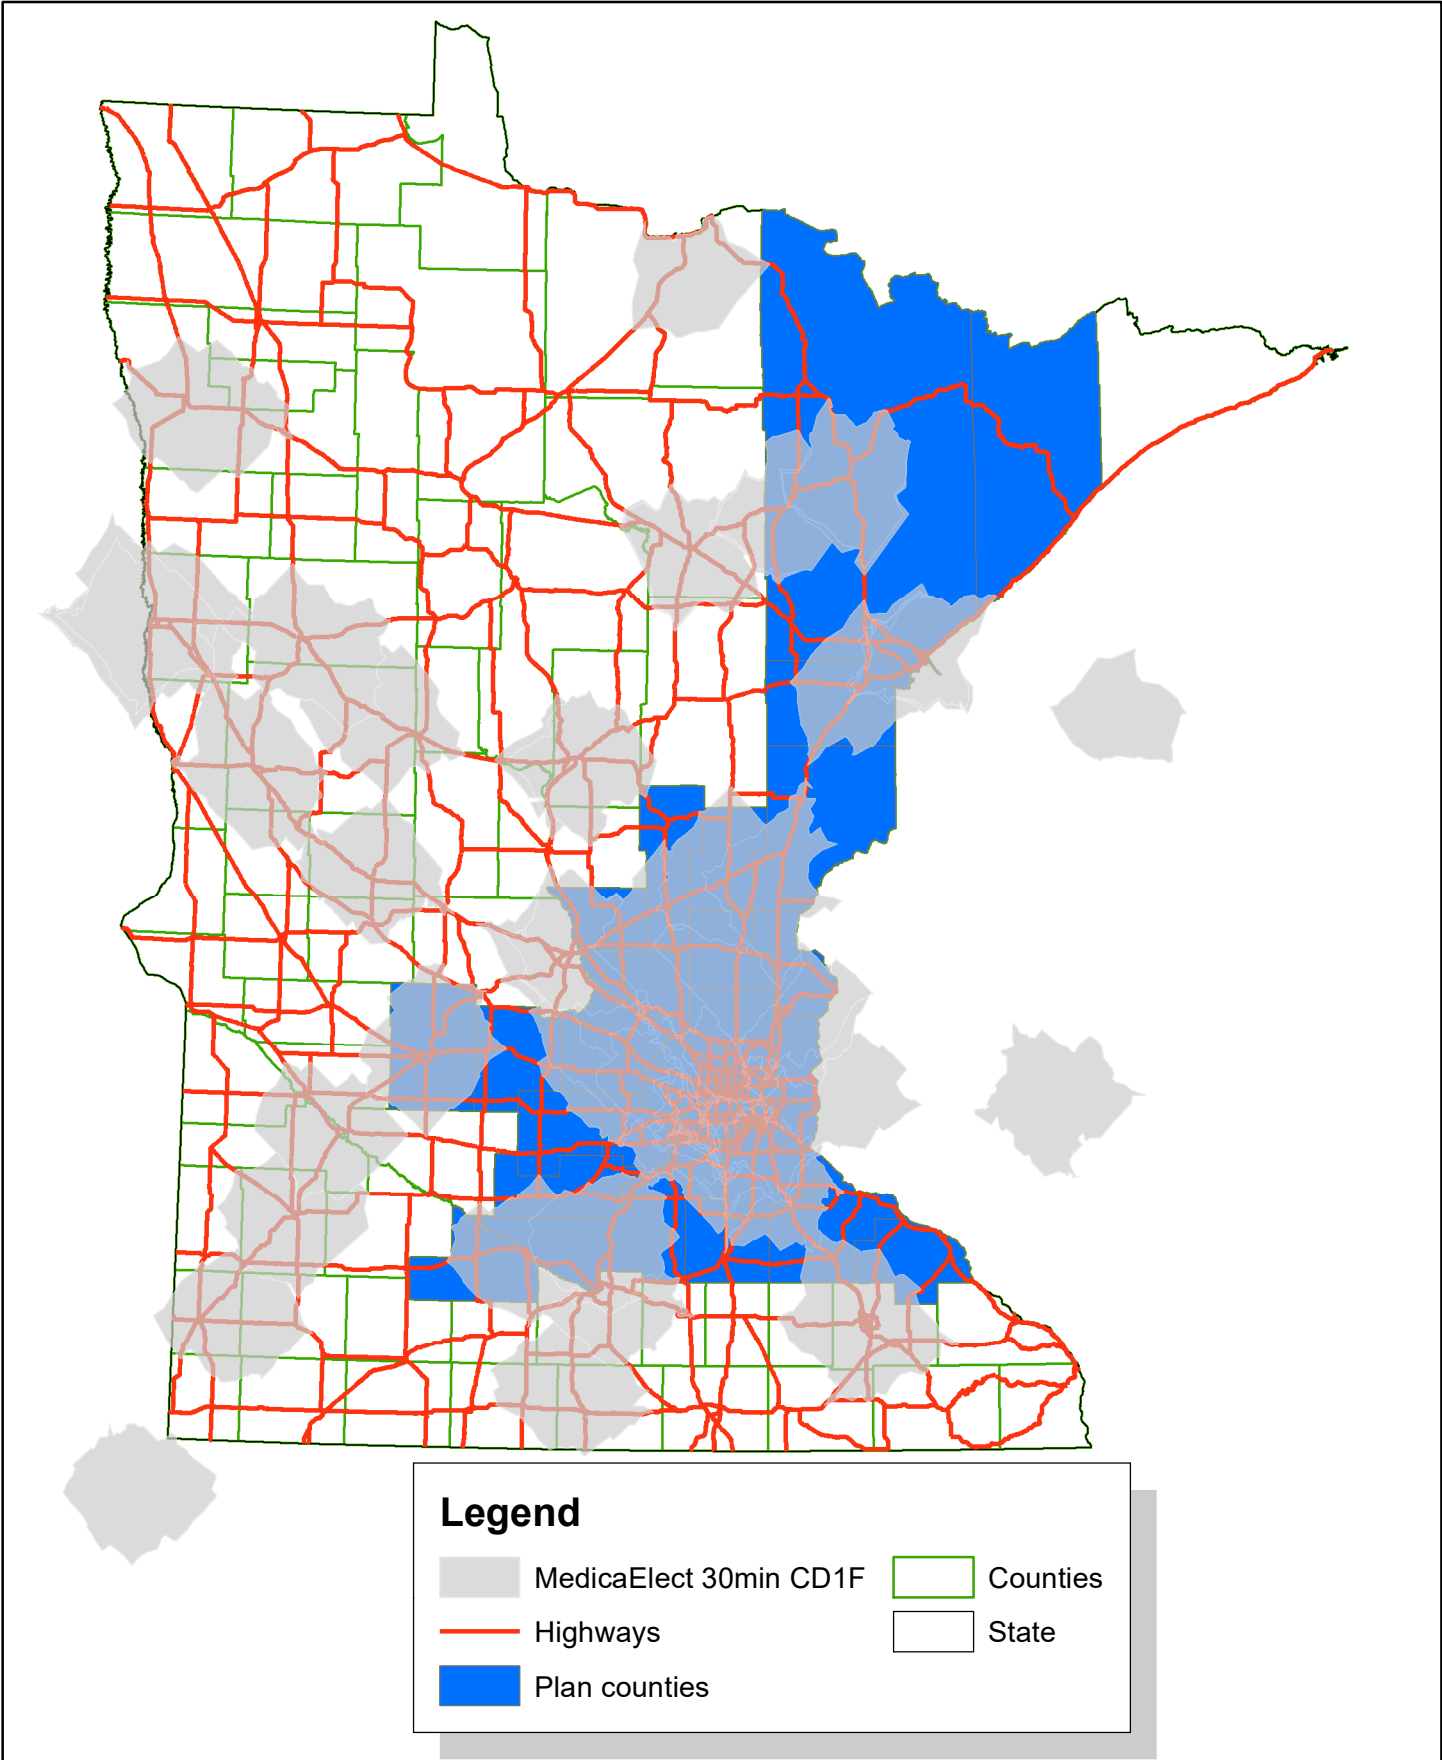 Legend
MedicaElect 30min CD1F
Highways
Plan counties
Counties
State